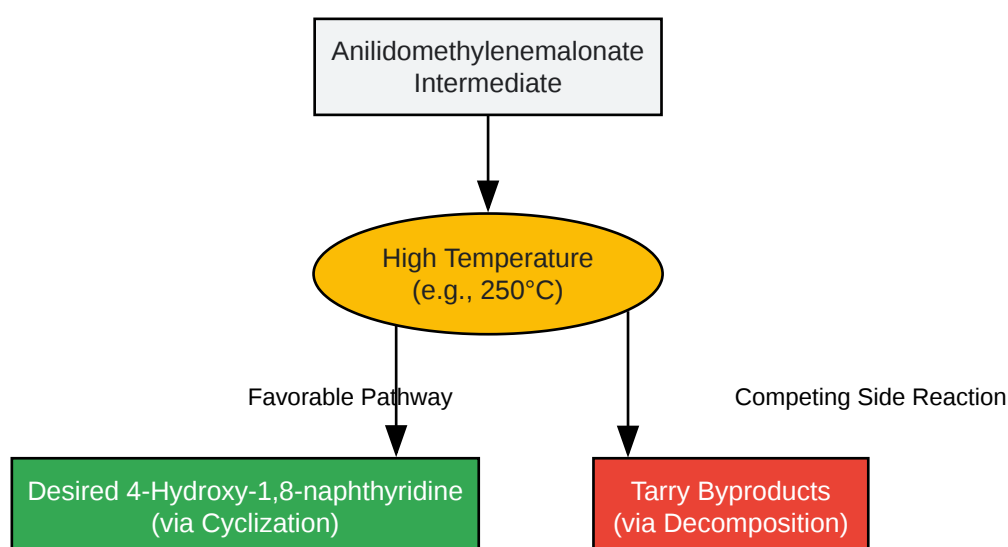 Anilidomethylenemalonate
Intermediate
High Temperature
(e.g., 250°C)
Favorable Pathway
Competing Side Reaction
Desired 4-Hydroxy-1,8-naphthyridine
(via Cyclization)
Tarry Byproducts
(via Decomposition)